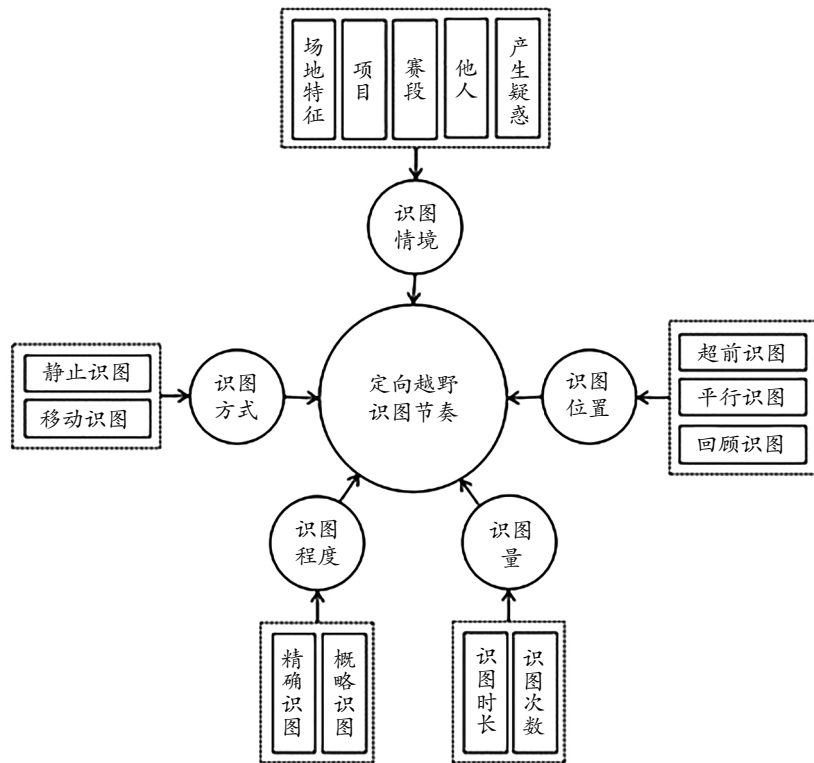 场地特征
项目
赛段
他人
产生疑惑
识图
情境
静止识图
移动识图
识图
方式
定向越野
识图节奏
识图
位置
超前识图
平行识图
回顾识图
识图
程度
识图
量
精确识图
概略识图
识图时长
识图次数